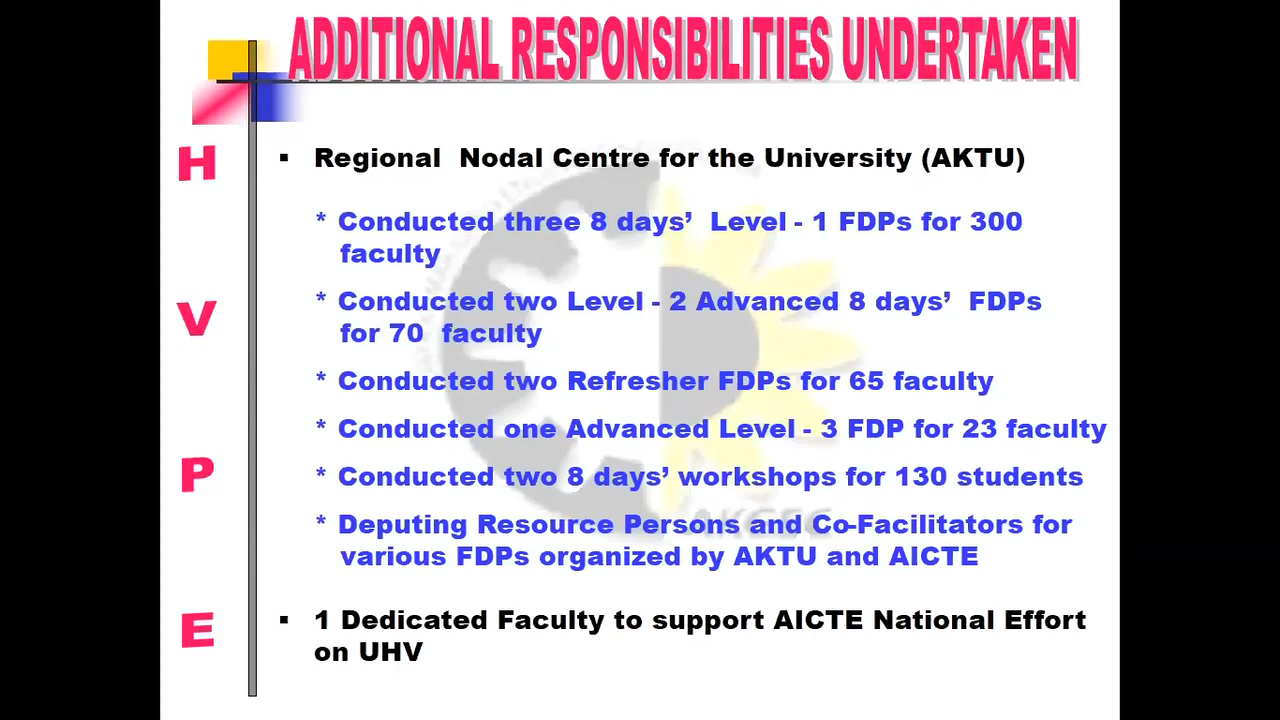 ADDITIONAL RESPONSIBILITIES UNDERTAKEN
H
▪ Regional Nodal Centre for the University (AKTU)
* Conducted three 8 days’ Level - 1 FDPs for 300
faculty
V
* Conducted two Level - 2 Advanced 8 days’ FDPs
for 70 faculty
* Conducted two Refresher FDPs for 65 faculty
* Conducted one Advanced Level - 3 FDP for 23 faculty
P
* Conducted two 8 days’ workshops for 130 students
* Deputing Resource Persons and Co-Facilitators for
various FDPs organized by AKTU and AICTE
E
▪ 1 Dedicated Faculty to support AICTE National Effort
on UHV